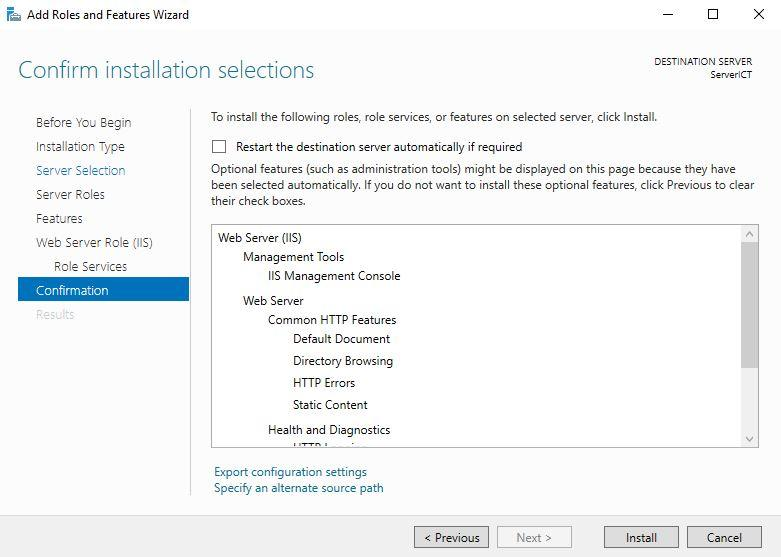 Add Roles and Features Wizard
Confirm installation selections
DESTINATION SERVER
ServerICT
Before You Begin
Installation Type
Server Selection
Server Roles
Features
Web Server Role (IIS)
Role Services
Confirmation
Results
To install the following roles, role services, or features on selected server, click Install.
Restart the destination server automatically if required
Optional features (such as administration tools) might be displayed on this page because they have
been selected automatically. If you do not want to install these optional features, click Previous to clear
their check boxes.
Web Server (IIS)
Management Tools
IIS Management Console
Web Server
Common HTTP Features
Default Document
Directory Browsing
HTTP Errors
Static Content
Health and Diagnostics
Export configuration settings
Specify an alternate source path
< Previous
Next >
Install
Cancel